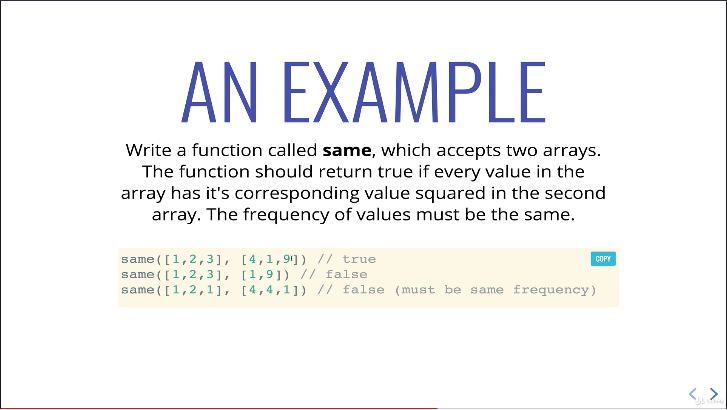 AN EXAMPLE
Write a function called same, which accepts two arrays.
The function should return true if every value in the
array has it's corresponding value squared in the second
array. The frequency of values must be the same.
same([1,2,3], [4,1,9]) // true
COPY
same([1,2,3], [1,9]) // false
same([1,2,1], [4,4,1]) // false (must be same frequency)